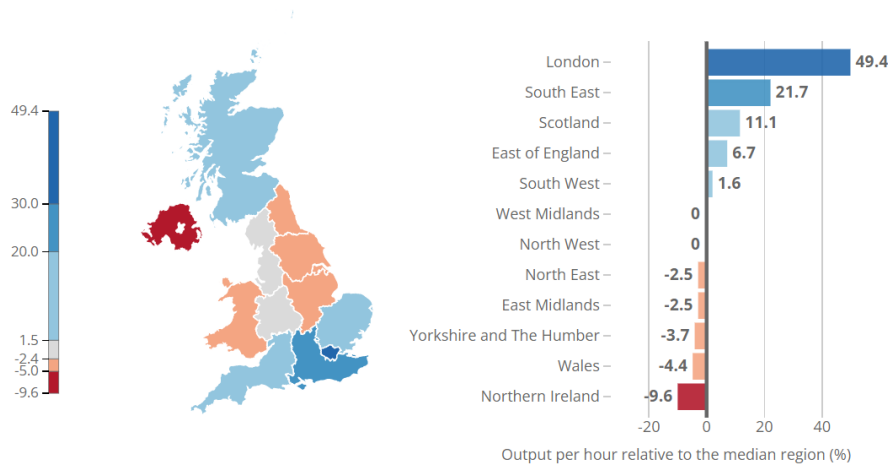 49.4
30.0
20.0
1.5
-2.4
-5.0
-9.6
London 49.4
South East 21.7
Scotland 11.1
East of England 6.7
South West 1.6
West Midlands 0
North West 0
North East -2.5
East Midlands -2.5
Yorkshire and The Humber -3.7
Wales -4.4
Northern Ireland -9.6
-20 0 20 40
Output per hour relative to the median region (%)